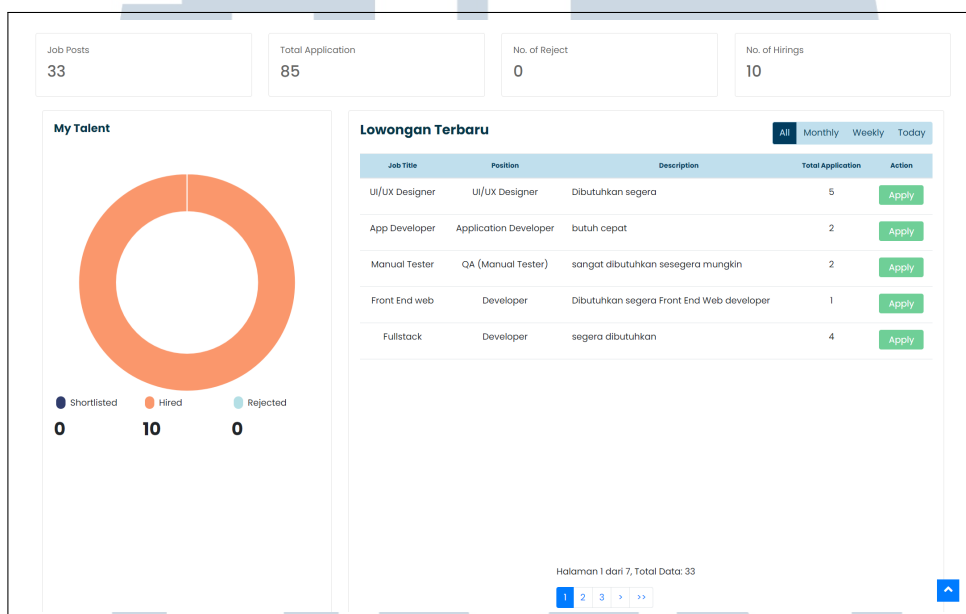 Job Posts
33
Total Application
85
No. of Reject
0
No. of Hirings
10
My Talent
Shortlisted
0
Hired
10
Rejected
0
Lowongan Terbaru
All Monthly Weekly Today
Job Title Position Description Total Application Action
UI/UX Designer UI/UX Designer Dibutuhkan segera 5 Apply
App Developer Application Developer butuh cepat 2 Apply
Manual Tester QA (Manual Tester) sangat dibutuhkan sesegera mungkin 2 Apply
Front End web Developer Dibutuhkan segera Front End Web developer 1 Apply
Fullstack Developer segera dibutuhkan 4 Apply
Halaman 1 dari 7, Total Data: 33
1 2 3 > >>